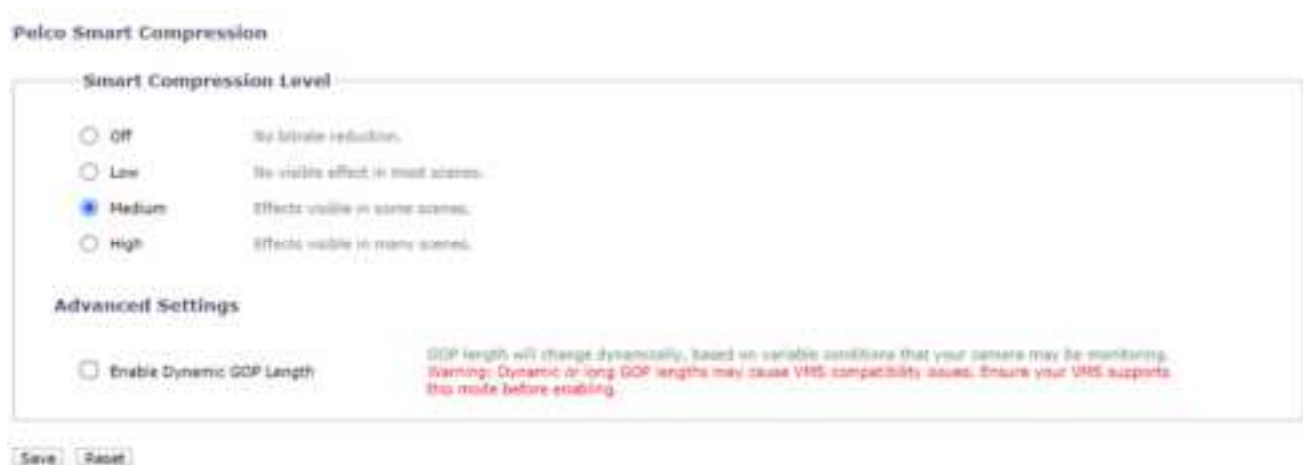 Pelco Smart Compression
Smart Compression Level
Off No bitrate reduction.
Low No visible effect in most scenes.
Medium Effects visible in some scenes.
High Effects visible in many scenes.
Advanced Settings
Enable Dynamic GOP Length
GOP length will change dynamically, based on variable conditions that your camera may be monitoring.
Warning: Dynamic or long GOP lengths may cause VMS compatibility issues. Ensure your VMS supports
this mode before enabling.
Save Reset